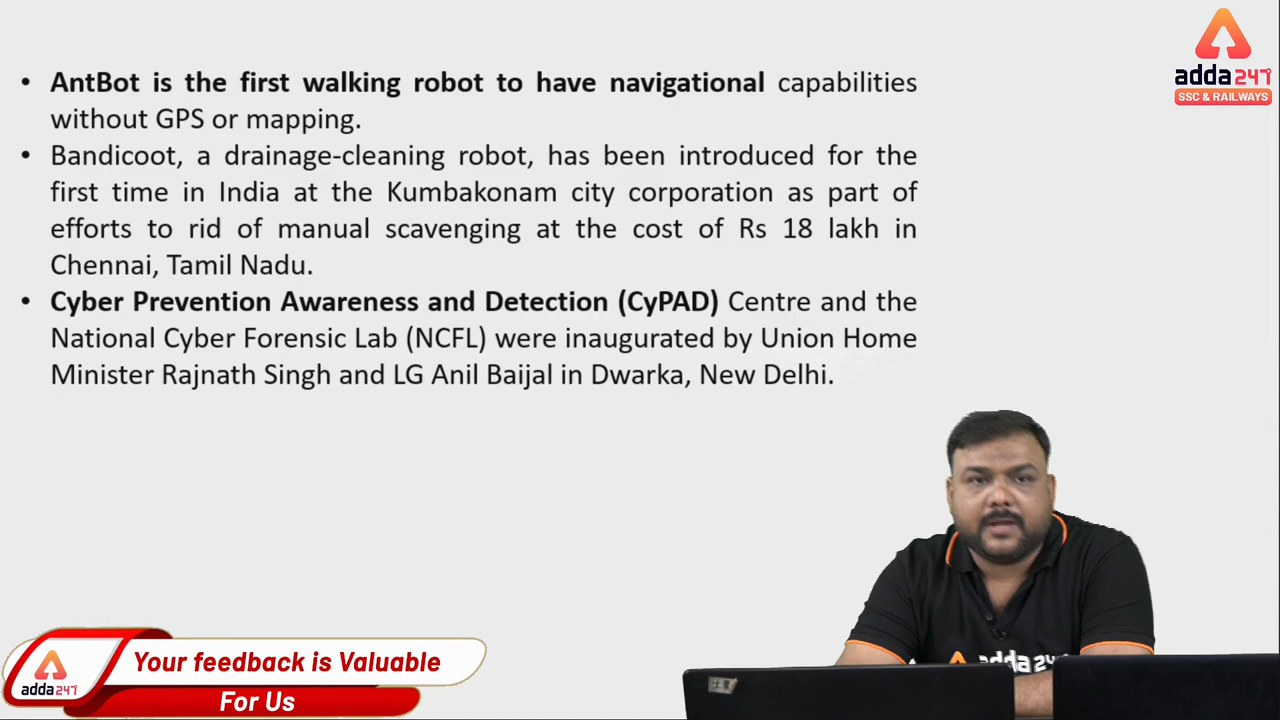 • AntBot is the first walking robot to have navigational capabilities
without GPS or mapping.
• Bandicoot, a drainage-cleaning robot, has been introduced for the
first time in India at the Kumbakonam city corporation as part of
efforts to rid of manual scavenging at the cost of Rs 18 lakh in
Chennai, Tamil Nadu.
• Cyber Prevention Awareness and Detection (CyPAD) Centre and the
National Cyber Forensic Lab (NCFL) were inaugurated by Union Home
Minister Rajnath Singh and LG Anil Baijal in Dwarka, New Delhi.
adda247
SSC & RAILWAYS
adda24
adda247
Your feedback is Valuable
For Us